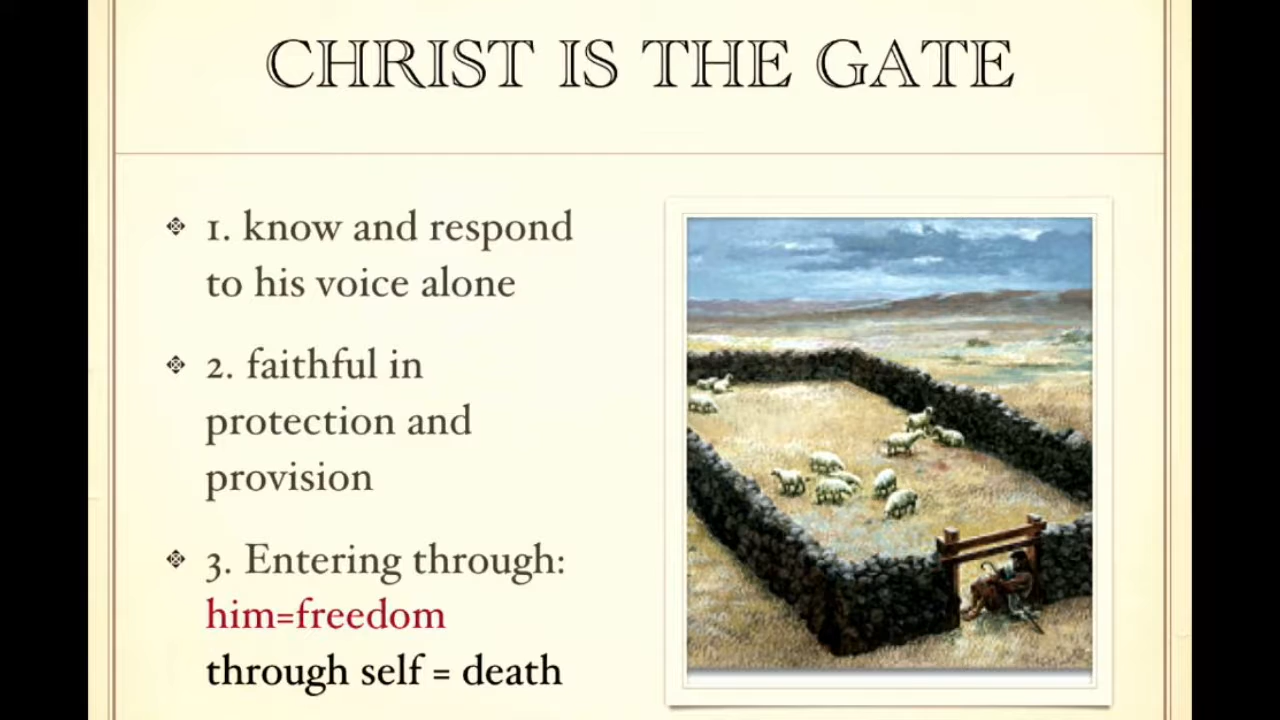 CHRIST IS THE GATE
1. know and respond
to his voice alone
2. faithful in
protection and
provision
3. Entering through:
him=freedom
through self = death